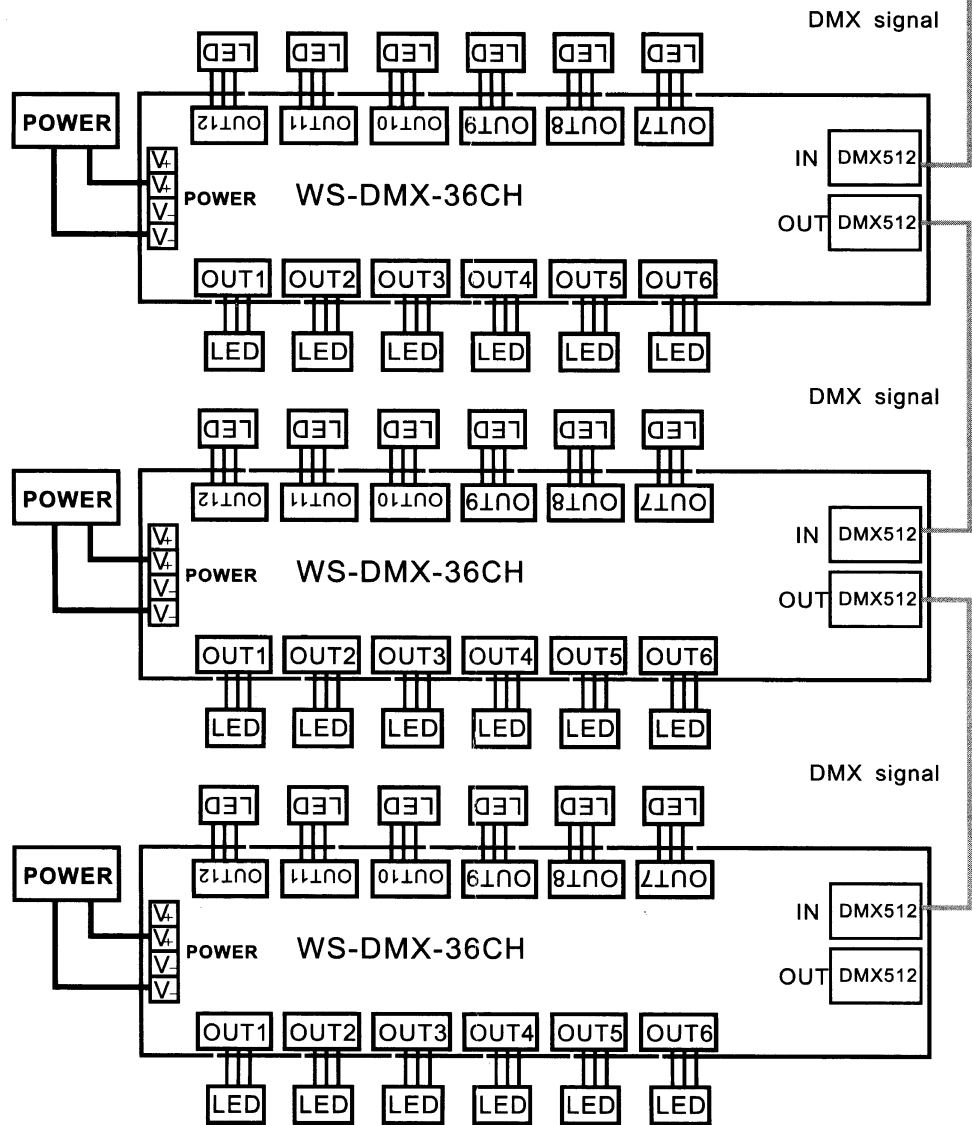 DMX signal
LED LED LED LED LED LED
POWER
OUT12 OUT11 OUT10 OUT9 OUT8 OUT7
IN DMX512
V+
V+
V-
V-
POWER WS-DMX-36CH
OUT DMX512
OUT1 OUT2 OUT3 OUT4 OUT5 OUT6
LED LED LED LED LED LED
DMX signal
LED LED LED LED LED LED
POWER
OUT12 OUT11 OUT10 OUT9 OUT8 OUT7
IN DMX512
V+
V+
V-
V-
POWER WS-DMX-36CH
OUT DMX512
OUT1 OUT2 OUT3 OUT4 OUT5 OUT6
LED LED LED LED LED LED
DMX signal
LED LED LED LED LED LED
POWER
OUT12 OUT11 OUT10 OUT9 OUT8 OUT7
IN DMX512
V+
V+
V-
V-
POWER WS-DMX-36CH
OUT DMX512
OUT1 OUT2 OUT3 OUT4 OUT5 OUT6
LED LED LED LED LED LED